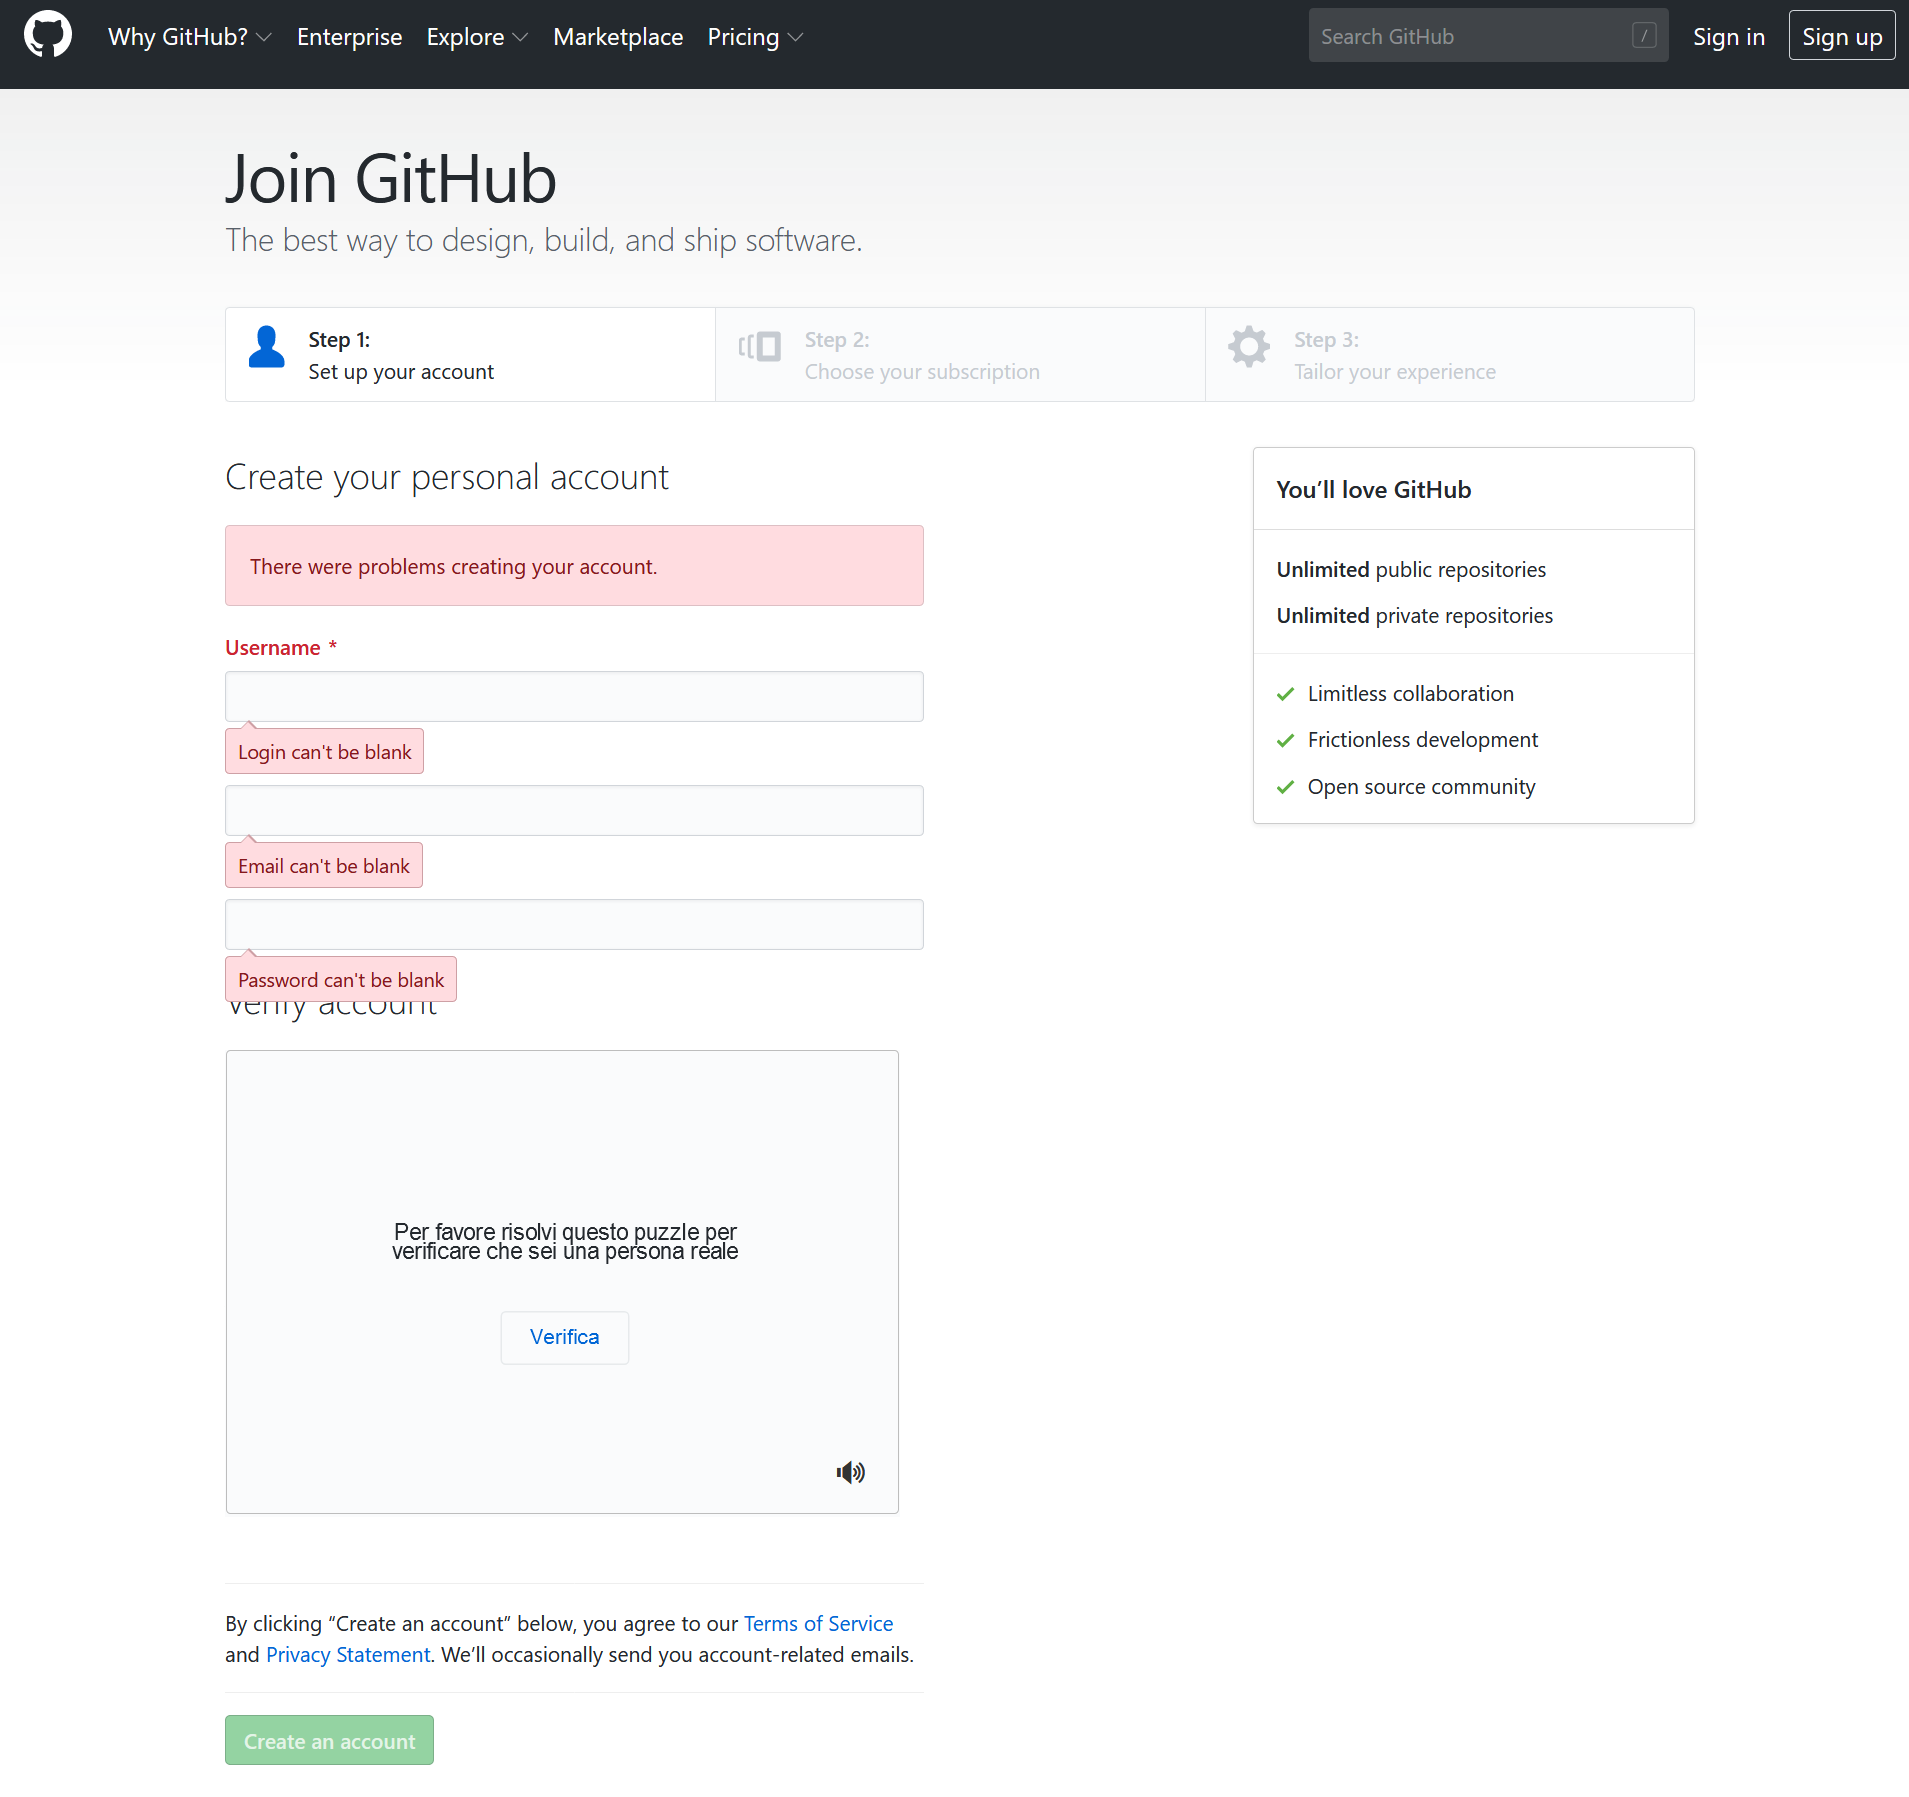 Why GitHub? Enterprise Explore Marketplace Pricing Search GitHub / Sign in Sign up
Join GitHub
The best way to design, build, and ship software.
Step 1:
Set up your account
Step 2:
Choose your subscription
Step 3:
Tailor your experience
Create your personal account
There were problems creating your account.
Username *
Login can't be blank
Email can't be blank
Password can't be blank
Verify account
Per favore risolvi questo puzzle per
verificare che sei una persona reale
Verifica
By clicking “Create an account” below, you agree to our Terms of Service
and Privacy Statement. We’ll occasionally send you account-related emails.
Create an account
You’ll love GitHub
Unlimited public repositories
Unlimited private repositories
Limitless collaboration
Frictionless development
Open source community